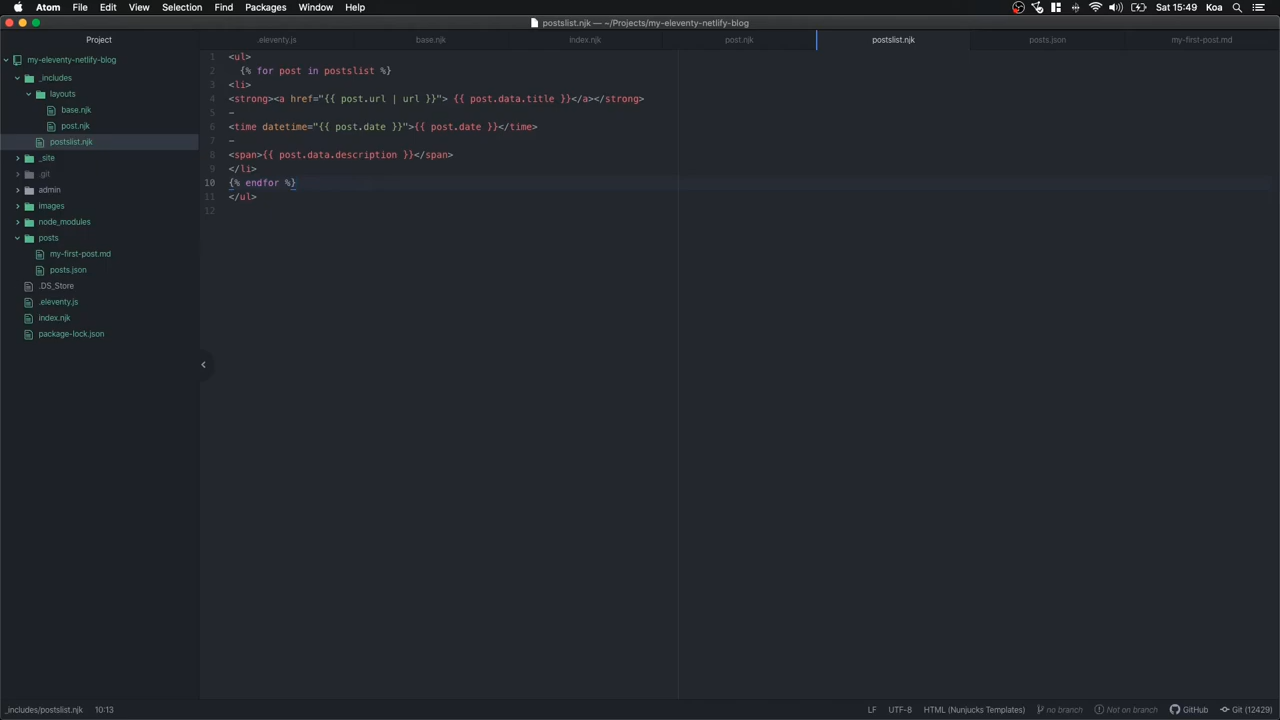 Atom File Edit View Selection Find Packages Window Help Sat 15:49 Koa
postslist.njk — ~/Projects/my-eleventy-netlify-blog
Project .eleventy.js base.njk index.njk post.njk postslist.njk posts.json my-first-post.md
my-eleventy-netlify-blog
_includes
layouts
base.njk
post.njk
postslist.njk
_site
.git
admin
images
node_modules
posts
my-first-post.md
posts.json
.DS_Store
.eleventy.js
index.njk
package-lock.json
1 <ul>
2 {% for post in postslist %}
3 <li>
4 <strong><a href="{{ post.url | url }}"> {{ post.data.title }}</a></strong>
5 -
6 <time datetime="{{ post.date }}">{{ post.date }}</time>
7 -
8 <span>{{ post.data.description }}</span>
9 </li>
10 {% endfor %}
11 </ul>
12
_includes/postslist.njk 10:13 LF UTF-8 HTML (Nunjucks Templates) no branch Not on branch GitHub Git (12429)